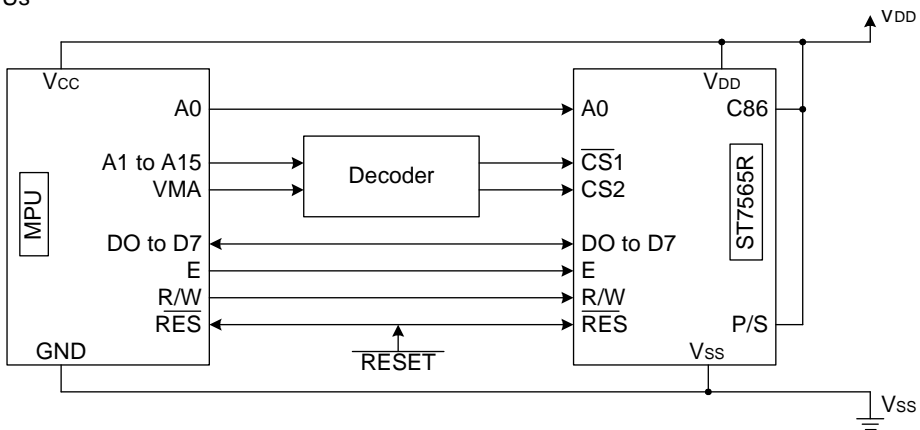 VDD
VCC
A0
A1 to A15
VMA
MPU
DO to D7
E
R/W
RES
GND
Decoder
RESET
VDD
A0
C86
CS1
CS2
ST7565R
DO to D7
E
R/W
RES
P/S
VSS
VSS